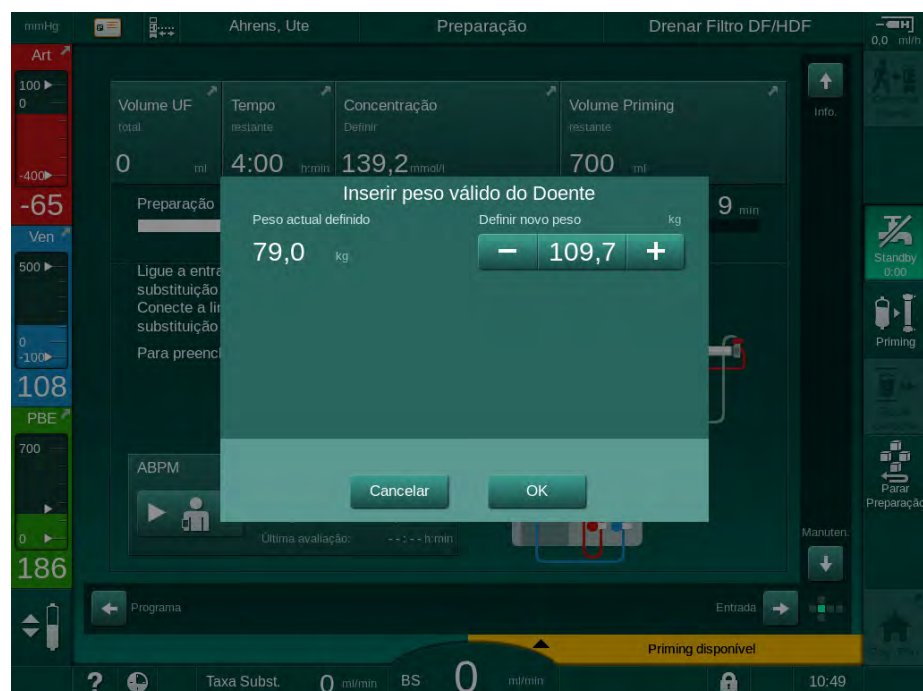 mmHg
Ahrens, Ute
Preparação
Drenar Filtro DF/HDF
0,0 ml/h
Art
100
0
-400
-65
Ven
500
0
-100
108
PBE
700
700
0
186
Volume UF
total
0 ml
Tempo
restante
4:00 h:min
Concentração
Definir
139,2 mmol/l
Volume Priming
restante
700 ml
Info.
Preparação
9 min
Inserir peso válido do Doente
Peso actual definido
79,0 kg
Definir novo peso kg
− 109,7 +
Ligue a entra
substituição
Conecte a li
substituição
Para preenc
Cancelar
OK
ABPM
Última avaliação: --:-- h:min
Standby
0:00
Priming
Parar
Preparação
Manuten.
Programa
Entrada
Priming disponível
?
Taxa Subst. 0 ml/min
BS 0 ml/min
10:49